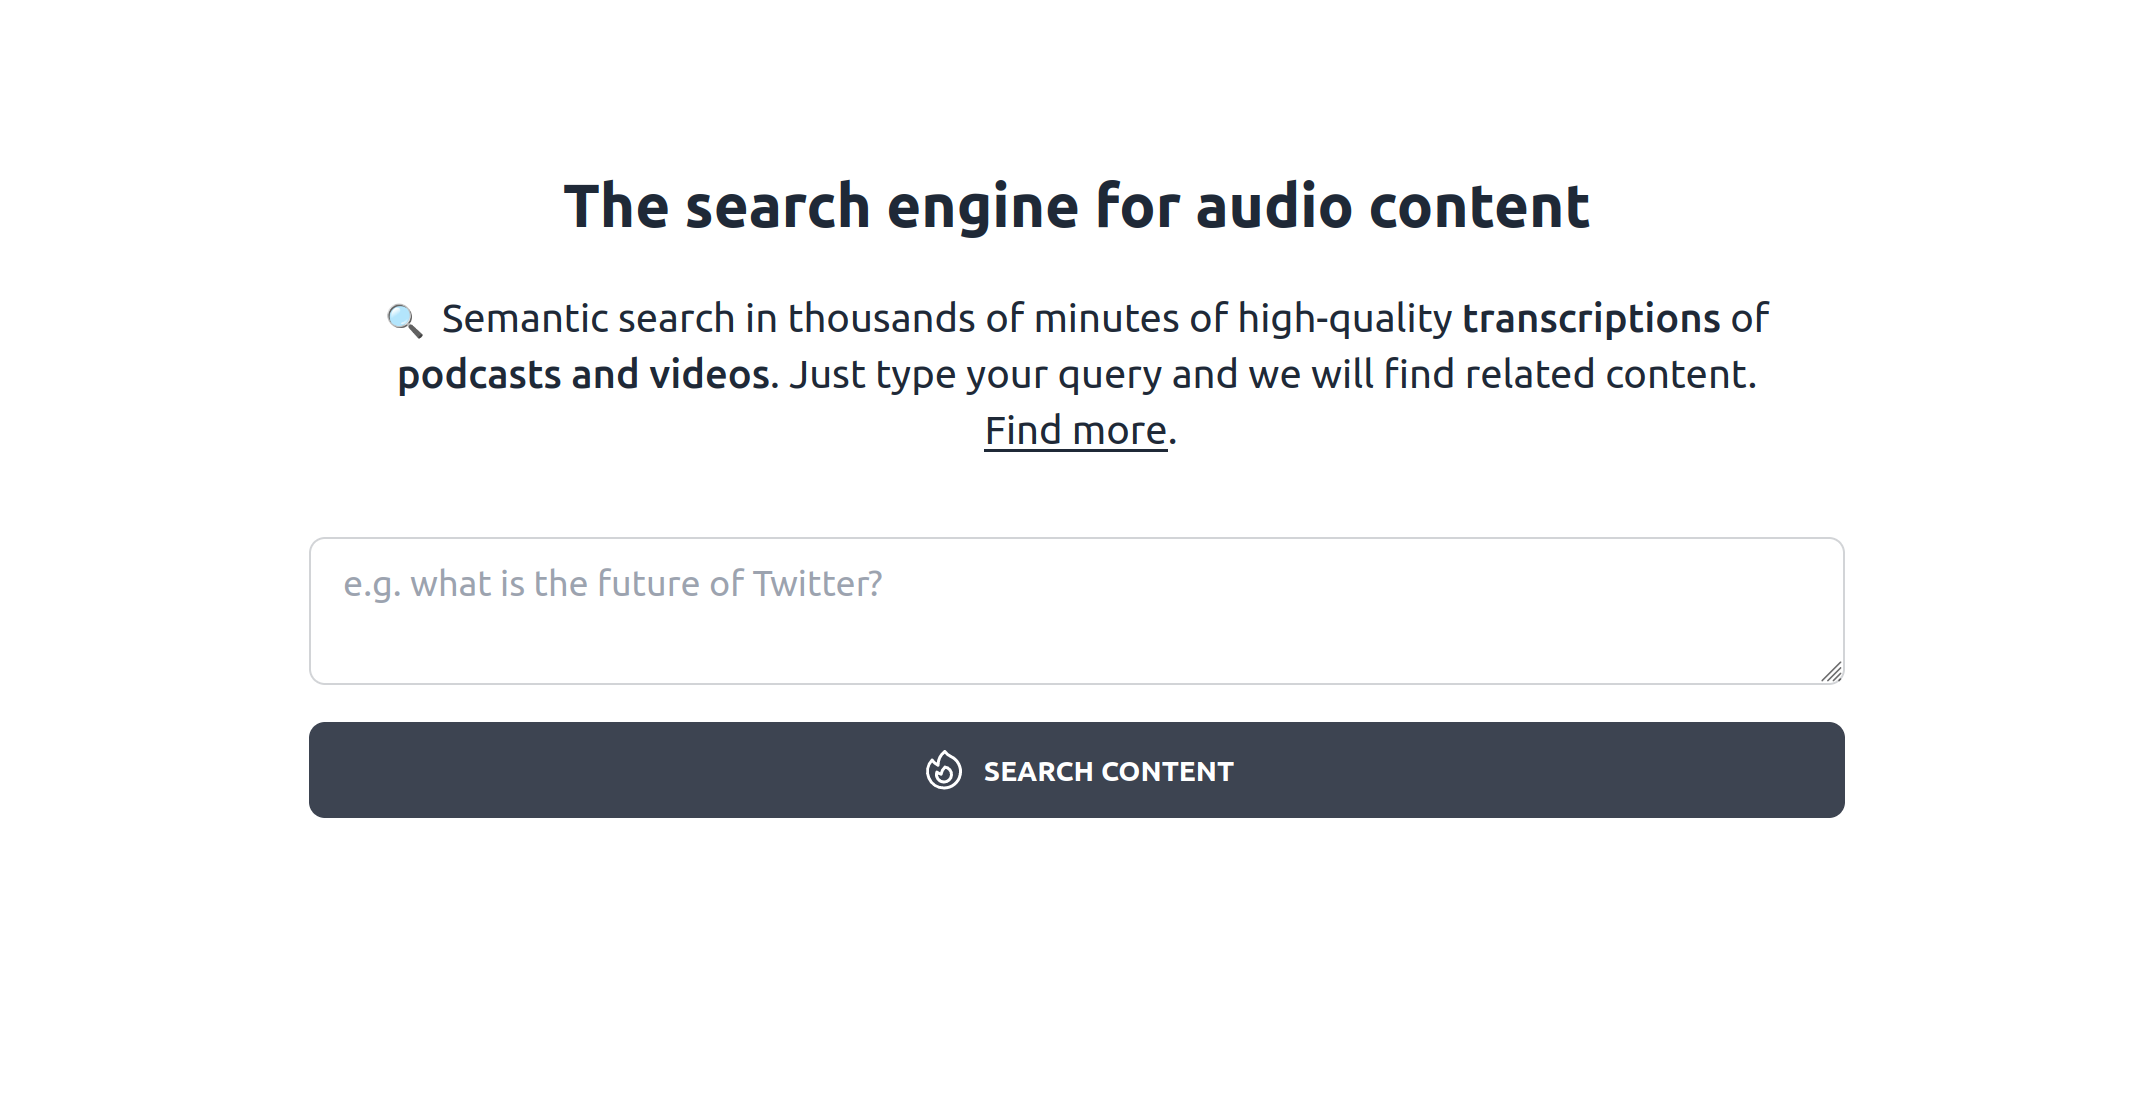 The search engine for audio content
🔍 Semantic search in thousands of minutes of high-quality transcriptions of
podcasts and videos. Just type your query and we will find related content.
Find more.
e.g. what is the future of Twitter?
SEARCH CONTENT